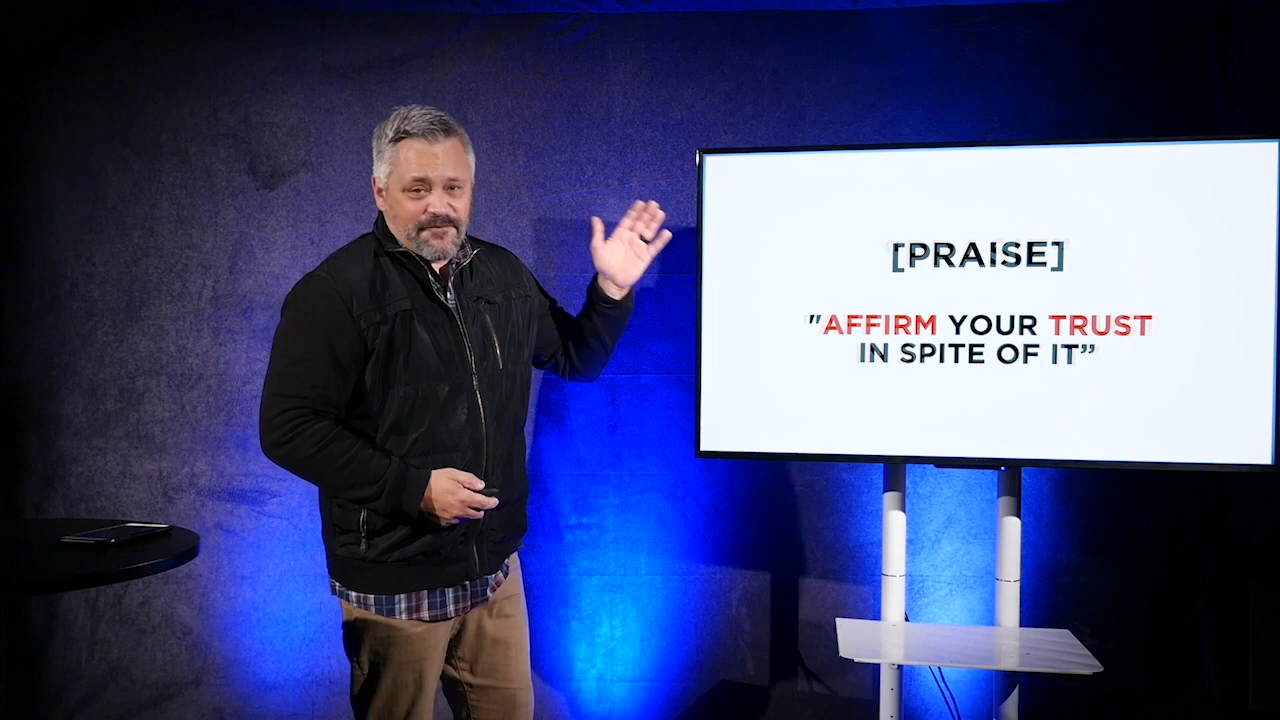 [PRAISE]
"AFFIRM YOUR TRUST
IN SPITE OF IT”